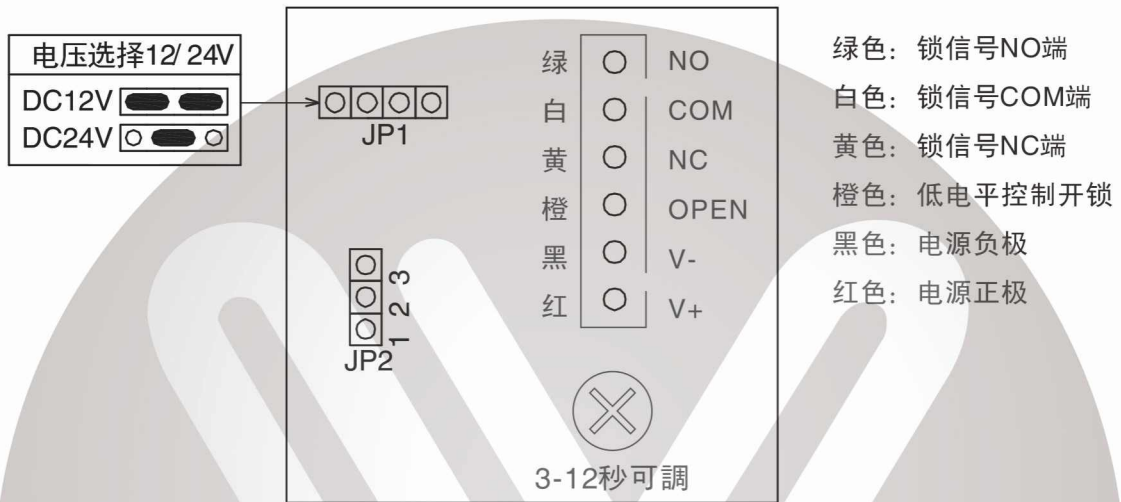 电压选择12/ 24V
DC12V
DC24V
JP1
3
2
1
JP2
绿 NO
白 COM
黄 NC
橙 OPEN
黑 V-
红 V+
3-12秒可調
绿色：锁信号NO端
白色：锁信号COM端
黄色：锁信号NC端
橙色：低电平控制开锁
黑色：电源负极
红色：电源正极